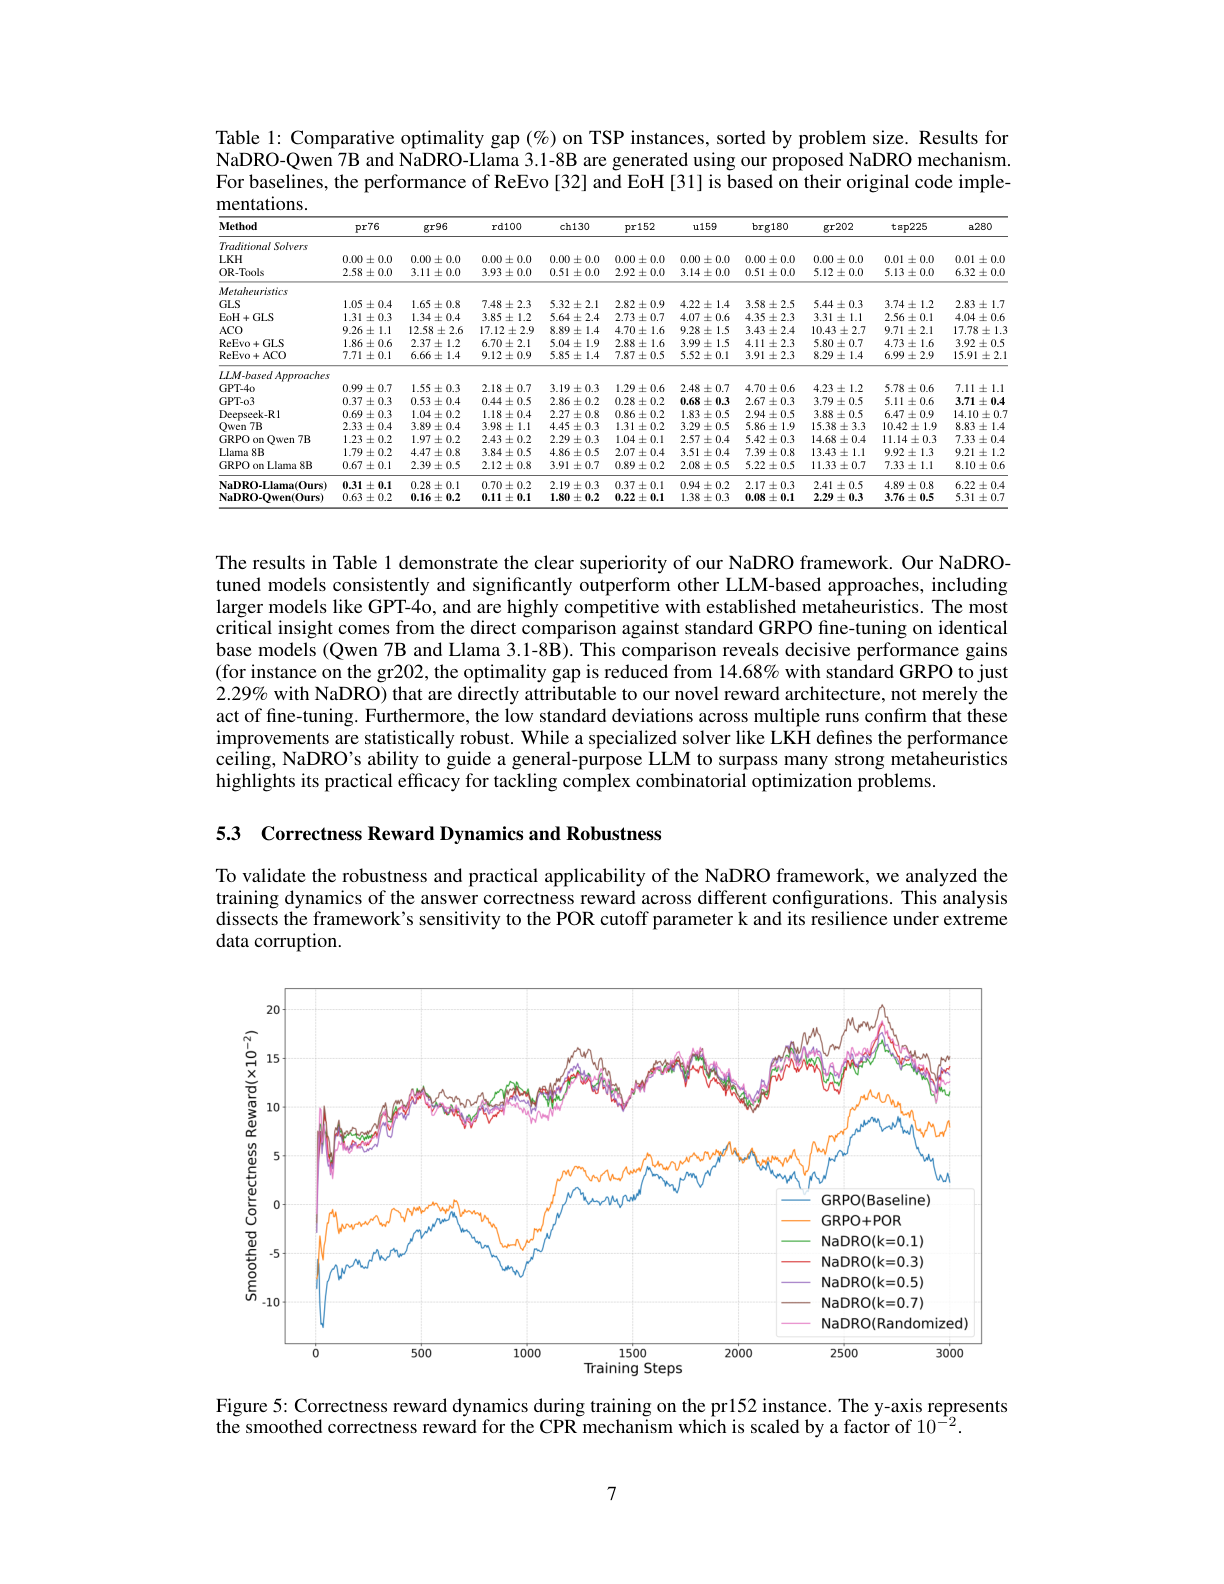 Table 1: Comparative optimality gap (%) on TSP instances, sorted by problem size. Results for
NaDRO-Qwen 7B and NaDRO-Llama 3.1-8B are generated using our proposed NaDRO mechanism.
For baselines, the performance of ReEvo [32] and EoH [31] is based on their original code imple-
mentations.
Method pr76 gr96 rd100 ch130 pr152 u159 brg180 gr202 tsp225 a280
Traditional Solvers
LKH 0.00 ± 0.0 0.00 ± 0.0 0.00 ± 0.0 0.00 ± 0.0 0.00 ± 0.0 0.00 ± 0.0 0.00 ± 0.0 0.00 ± 0.0 0.01 ± 0.0 0.01 ± 0.0
OR-Tools 2.58 ± 0.0 3.11 ± 0.0 3.93 ± 0.0 0.51 ± 0.0 2.92 ± 0.0 3.14 ± 0.0 0.51 ± 0.0 5.12 ± 0.0 5.13 ± 0.0 6.32 ± 0.0
Metaheuristics
GLS 1.05 ± 0.4 1.65 ± 0.8 7.48 ± 2.3 5.32 ± 2.1 2.82 ± 0.9 4.22 ± 1.4 3.58 ± 2.5 5.44 ± 0.3 3.74 ± 1.2 2.83 ± 1.7
EoH + GLS 1.31 ± 0.3 1.34 ± 0.4 3.85 ± 1.2 5.64 ± 2.4 2.73 ± 0.7 4.07 ± 0.6 4.35 ± 2.3 3.31 ± 1.1 2.56 ± 0.1 4.04 ± 0.6
ACO 9.26 ± 1.1 12.58 ± 2.6 17.12 ± 2.9 8.89 ± 1.4 4.70 ± 1.6 9.28 ± 1.5 3.43 ± 2.4 10.43 ± 2.7 9.71 ± 2.1 17.78 ± 1.3
ReEvo + GLS 1.86 ± 0.6 2.37 ± 1.2 6.70 ± 2.1 5.04 ± 1.9 2.88 ± 1.6 3.99 ± 1.5 4.11 ± 2.3 5.80 ± 0.7 4.73 ± 1.6 3.92 ± 0.5
ReEvo + ACO 7.71 ± 0.1 6.66 ± 1.4 9.12 ± 0.9 5.85 ± 1.4 7.87 ± 0.5 5.52 ± 0.1 3.91 ± 2.3 8.29 ± 1.4 6.99 ± 2.9 15.91 ± 2.1
LLM-based Approaches
GPT-4o 0.99 ± 0.7 1.55 ± 0.3 2.18 ± 0.7 3.19 ± 0.3 1.29 ± 0.6 2.48 ± 0.7 4.70 ± 0.6 4.23 ± 1.2 5.78 ± 0.6 7.11 ± 1.1
GPT-o3 0.37 ± 0.3 0.53 ± 0.4 0.44 ± 0.5 2.86 ± 0.2 0.28 ± 0.2 0.68 ± 0.3 2.67 ± 0.3 3.79 ± 0.5 5.11 ± 0.6 3.71 ± 0.4
Deepseek-R1 0.69 ± 0.3 1.04 ± 0.2 1.18 ± 0.4 2.27 ± 0.8 0.86 ± 0.2 1.83 ± 0.5 2.94 ± 0.5 3.88 ± 0.5 6.47 ± 0.9 14.10 ± 0.7
Qwen 7B 2.33 ± 0.4 3.89 ± 0.4 3.98 ± 1.1 4.45 ± 0.3 1.31 ± 0.2 3.29 ± 0.5 5.86 ± 1.9 15.38 ± 3.3 10.42 ± 1.9 8.83 ± 1.4
GRPO on Qwen 7B 1.23 ± 0.2 1.97 ± 0.2 2.43 ± 0.2 2.29 ± 0.3 1.04 ± 0.1 2.57 ± 0.4 5.42 ± 0.3 14.68 ± 0.4 11.14 ± 0.3 7.33 ± 0.4
Llama 8B 1.79 ± 0.2 4.47 ± 0.8 3.84 ± 0.5 4.86 ± 0.5 2.07 ± 0.4 3.51 ± 0.4 7.39 ± 0.8 13.43 ± 1.1 9.92 ± 1.3 9.21 ± 1.2
GRPO on Llama 8B 0.67 ± 0.1 2.39 ± 0.5 2.12 ± 0.8 3.91 ± 0.7 0.89 ± 0.2 2.08 ± 0.5 5.22 ± 0.5 11.33 ± 0.7 7.33 ± 1.1 8.10 ± 0.6
NaDRO-Llama(Ours) 0.31 ± 0.1 0.28 ± 0.1 0.70 ± 0.2 2.19 ± 0.3 0.37 ± 0.1 0.94 ± 0.2 2.17 ± 0.3 2.41 ± 0.5 4.89 ± 0.8 6.22 ± 0.4
NaDRO-Qwen(Ours) 0.63 ± 0.2 0.16 ± 0.2 0.11 ± 0.1 1.80 ± 0.2 0.22 ± 0.1 1.38 ± 0.3 0.08 ± 0.1 2.29 ± 0.3 3.76 ± 0.5 5.31 ± 0.7
The results in Table 1 demonstrate the clear superiority of our NaDRO framework. Our NaDRO-
tuned models consistently and significantly outperform other LLM-based approaches, including
larger models like GPT-4o, and are highly competitive with established metaheuristics. The most
critical insight comes from the direct comparison against standard GRPO fine-tuning on identical
base models (Qwen 7B and Llama 3.1-8B). This comparison reveals decisive performance gains
(for instance on the gr202, the optimality gap is reduced from 14.68% with standard GRPO to just
2.29% with NaDRO) that are directly attributable to our novel reward architecture, not merely the
act of fine-tuning. Furthermore, the low standard deviations across multiple runs confirm that these
improvements are statistically robust. While a specialized solver like LKH defines the performance
ceiling, NaDRO's ability to guide a general-purpose LLM to surpass many strong metaheuristics
highlights its practical efficacy for tackling complex combinatorial optimization problems.
5.3 Correctness Reward Dynamics and Robustness
To validate the robustness and practical applicability of the NaDRO framework, we analyzed the
training dynamics of the answer correctness reward across different configurations. This analysis
dissects the framework's sensitivity to the POR cutoff parameter k and its resilience under extreme
data corruption.
Smoothed Correctness Reward(×10⁻²)
20
15
10
5
0
-5
-10
GRPO(Baseline)
GRPO+POR
NaDRO(k=0.1)
NaDRO(k=0.3)
NaDRO(k=0.5)
NaDRO(k=0.7)
NaDRO(Randomized)
0 500 1000 1500 2000 2500 3000
Training Steps
Figure 5: Correctness reward dynamics during training on the pr152 instance. The y-axis represents
the smoothed correctness reward for the CPR mechanism which is scaled by a factor of 10⁻².
7